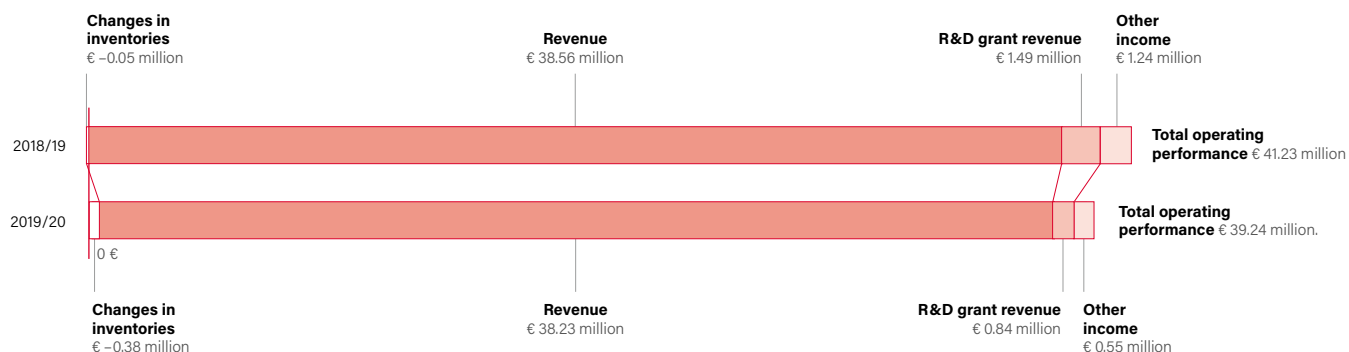 Changes in
inventories
€ –0.05 million
Revenue
€ 38.56 million
R&D grant revenue
€ 1.49 million
Other
income
€ 1.24 million
2018/19
Total operating
performance € 41.23 million
2019/20
Total operating
performance € 39.24 million.
0 €
Changes in
inventories
€ –0.38 million
Revenue
€ 38.23 million
R&D grant revenue
€ 0.84 million
Other
income
€ 0.55 million